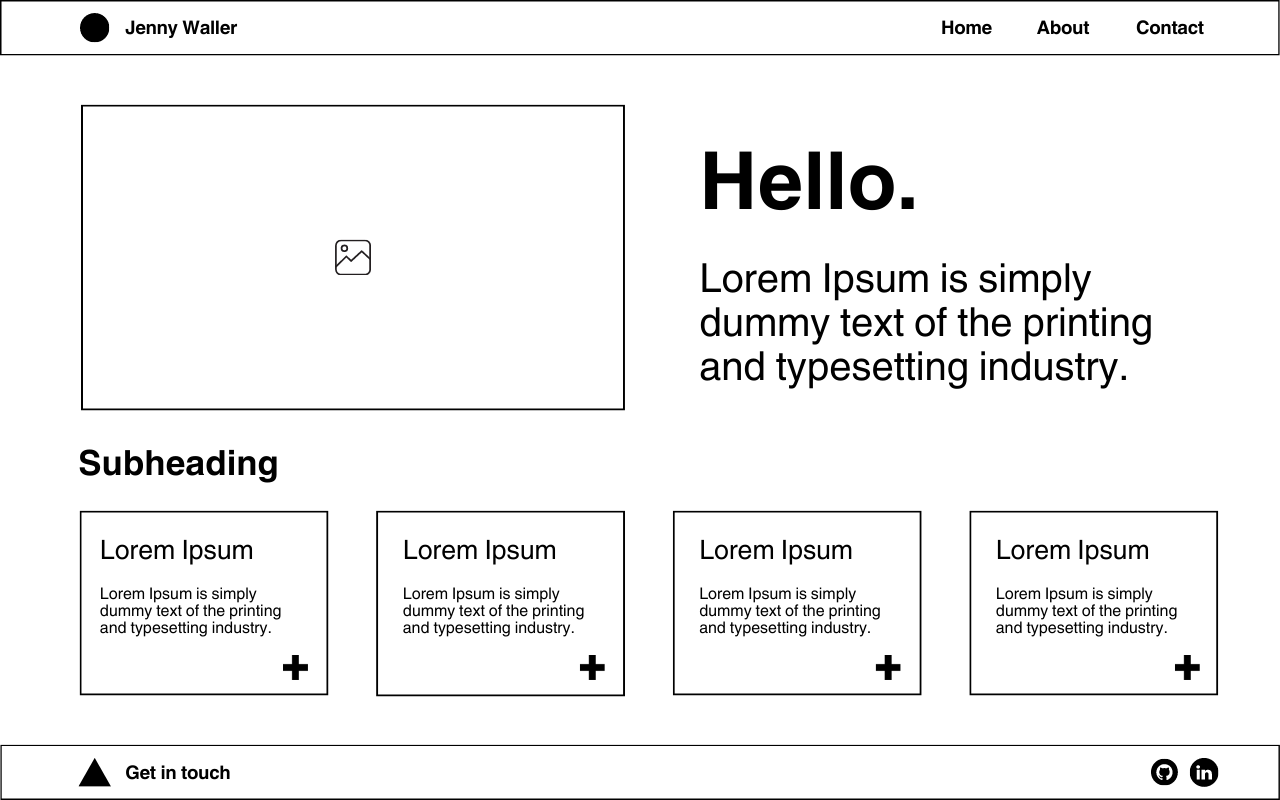 Jenny Waller
Home About Contact
Hello.
Lorem Ipsum is simply
dummy text of the printing
and typesetting industry.
Subheading
Lorem Ipsum
Lorem Ipsum is simply
dummy text of the printing
and typesetting industry.
Lorem Ipsum
Lorem Ipsum is simply
dummy text of the printing
and typesetting industry.
Lorem Ipsum
Lorem Ipsum is simply
dummy text of the printing
and typesetting industry.
Lorem Ipsum
Lorem Ipsum is simply
dummy text of the printing
and typesetting industry.
Get in touch
in